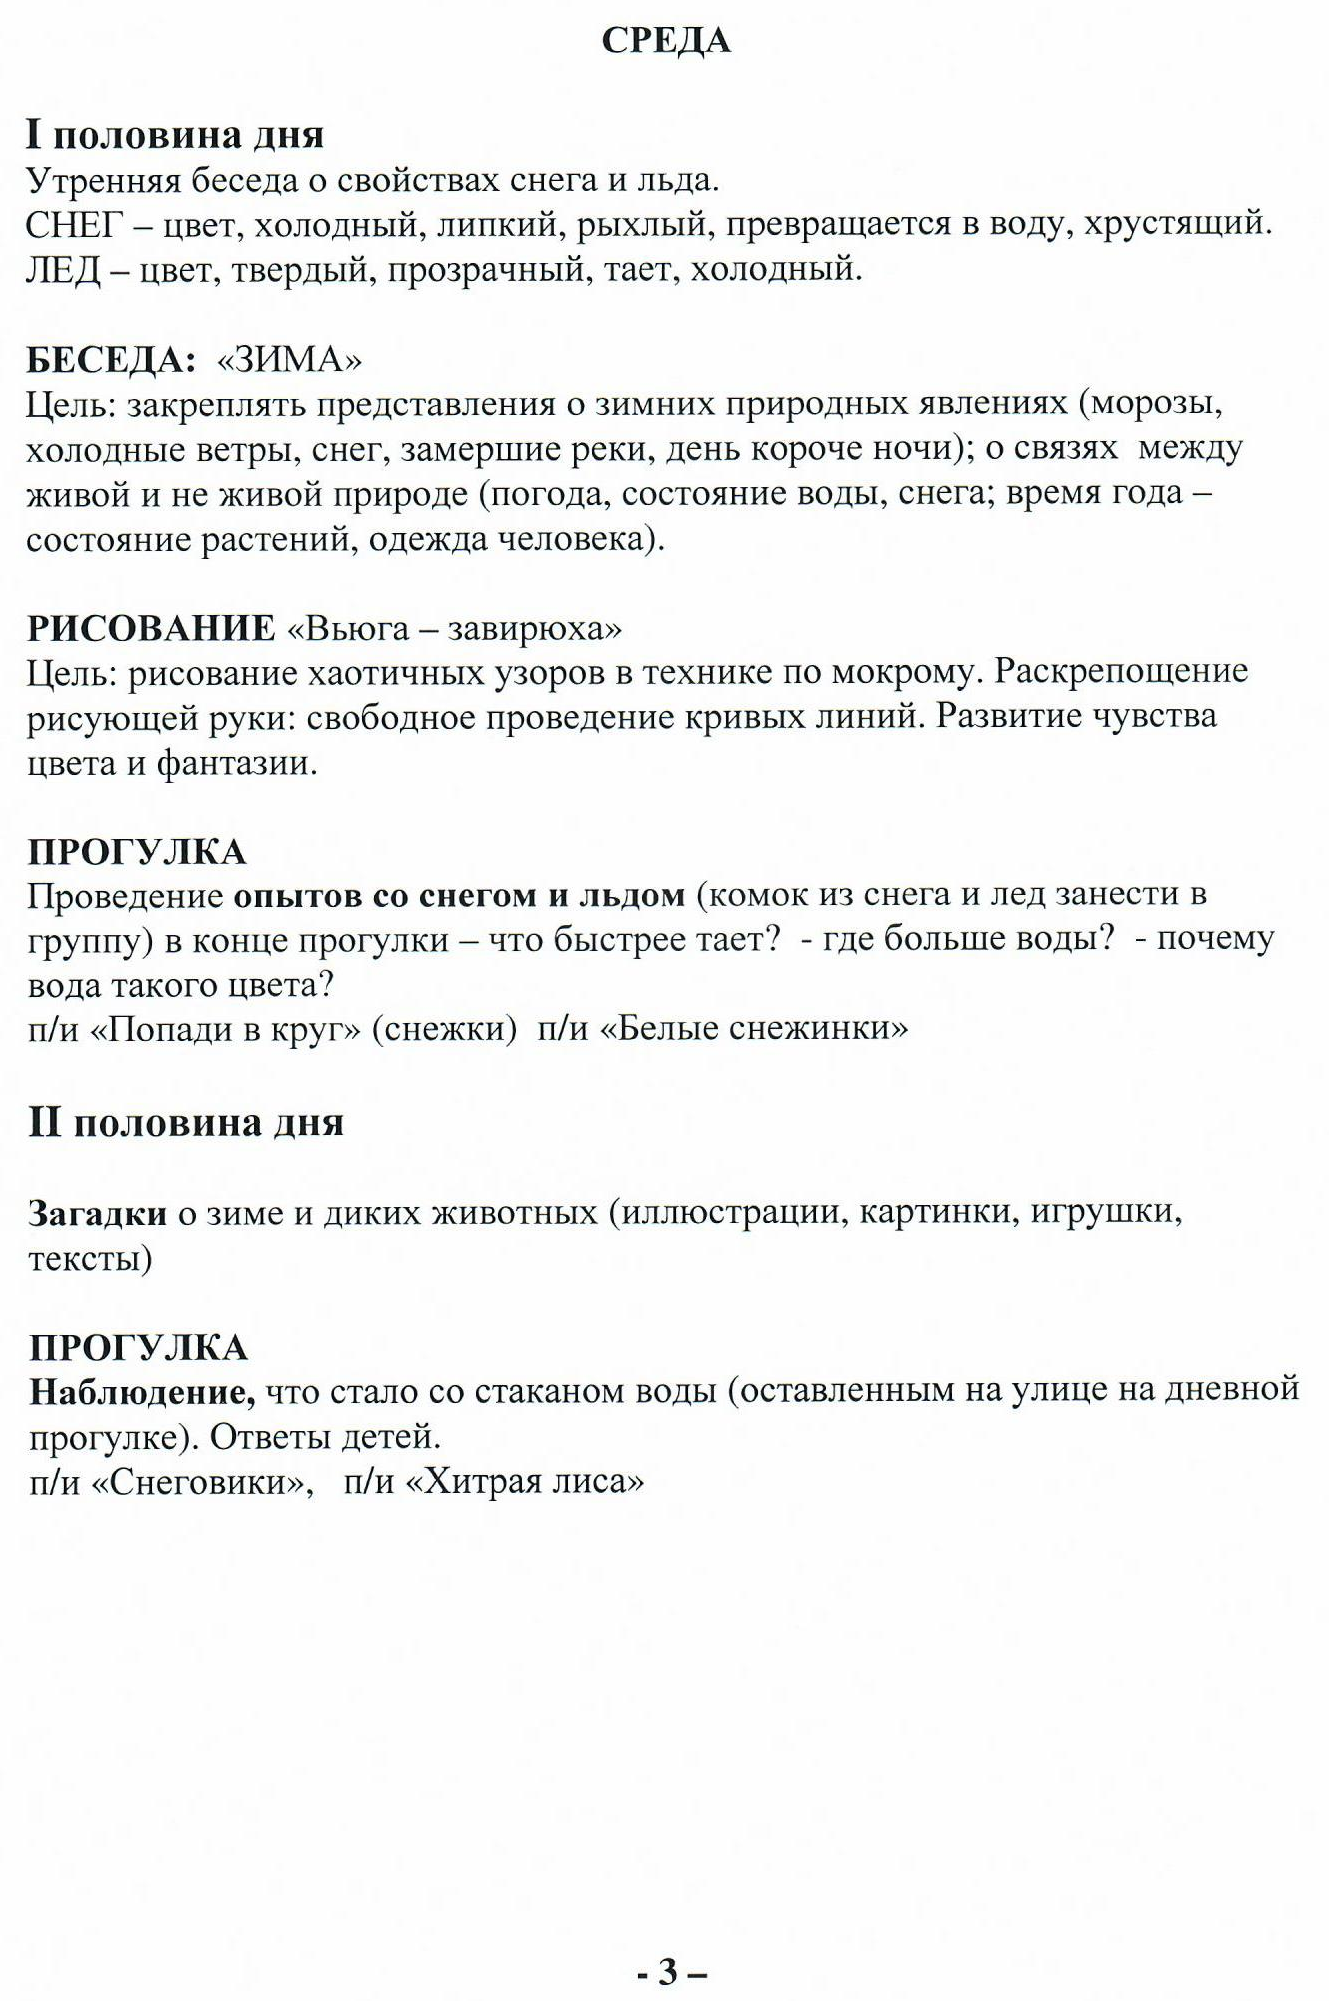 СРЕДА
I половина дня
Утренняя беседа о свойствах снега и льда.
СНЕГ – цвет, холодный, липкий, рыхлый, превращается в воду, хрустящий.
ЛЕД – цвет, твердый, прозрачный, тает, холодный.
БЕСЕДА: «ЗИМА»
Цель: закреплять представления о зимних природных явлениях (морозы,
холодные ветры, снег, замершие реки, день короче ночи); о связях между
живой и не живой природе (погода, состояние воды, снега; время года –
состояние растений, одежда человека).
РИСОВАНИЕ «Вьюга – завирюха»
Цель: рисование хаотичных узоров в технике по мокрому. Раскрепощение
рисующей руки: свободное проведение кривых линий. Развитие чувства
цвета и фантазии.
ПРОГУЛКА
Проведение опытов со снегом и льдом (комок из снега и лед занести в
группу) в конце прогулки – что быстрее тает? - где больше воды? - почему
вода такого цвета?
п/и «Попади в круг» (снежки) п/и «Белые снежинки»
II половина дня
Загадки о зиме и диких животных (иллюстрации, картинки, игрушки,
тексты)
ПРОГУЛКА
Наблюдение, что стало со стаканом воды (оставленным на улице на дневной
прогулке). Ответы детей.
п/и «Снеговики», п/и «Хитрая лиса»
- 3 –